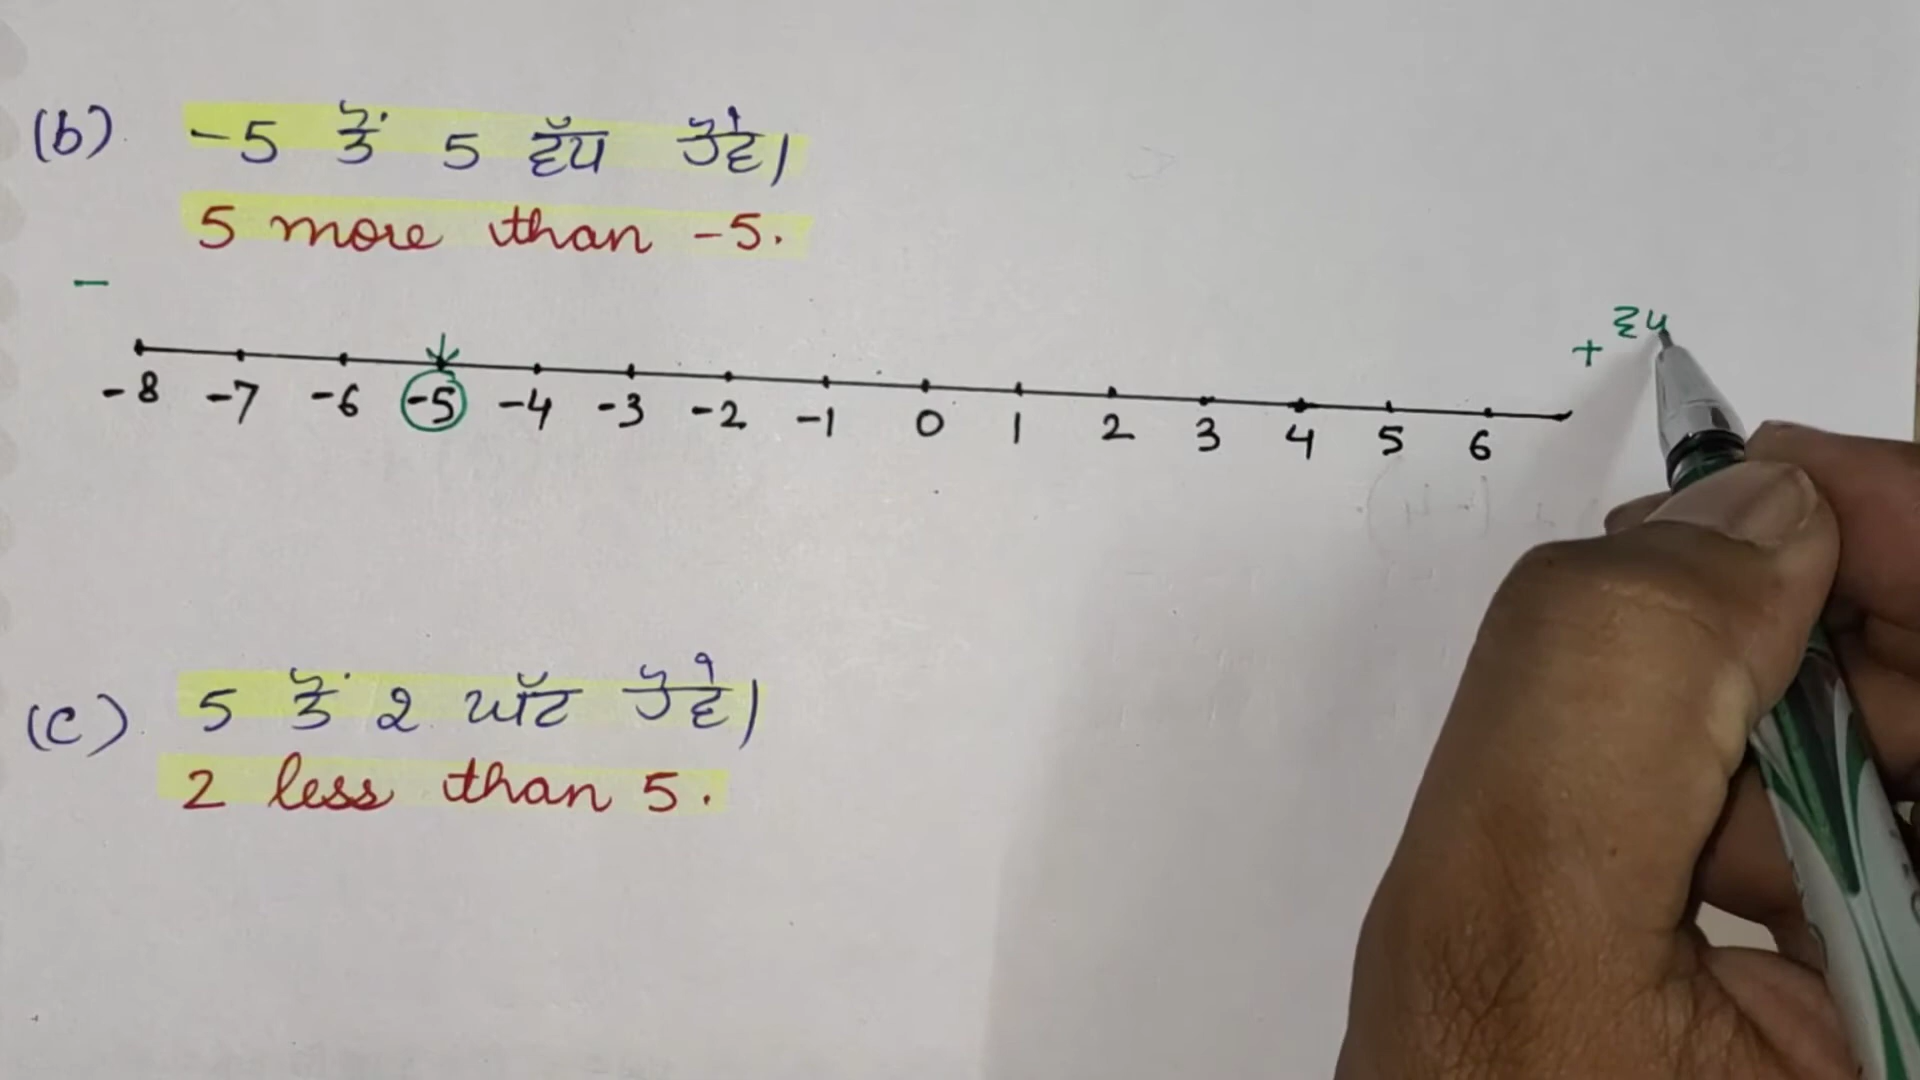 (b) -5 ਤੋਂ 5 ਵੱਧ ਹੋਵੇ।
5 more than -5.
-
+ ਵਧ
-8 -7 -6 -5 -4 -3 -2 -1 0 1 2 3 4 5 6
(c) 5 ਤੋਂ 2 ਘੱਟ ਹੋਵੇ।
2 less than 5.